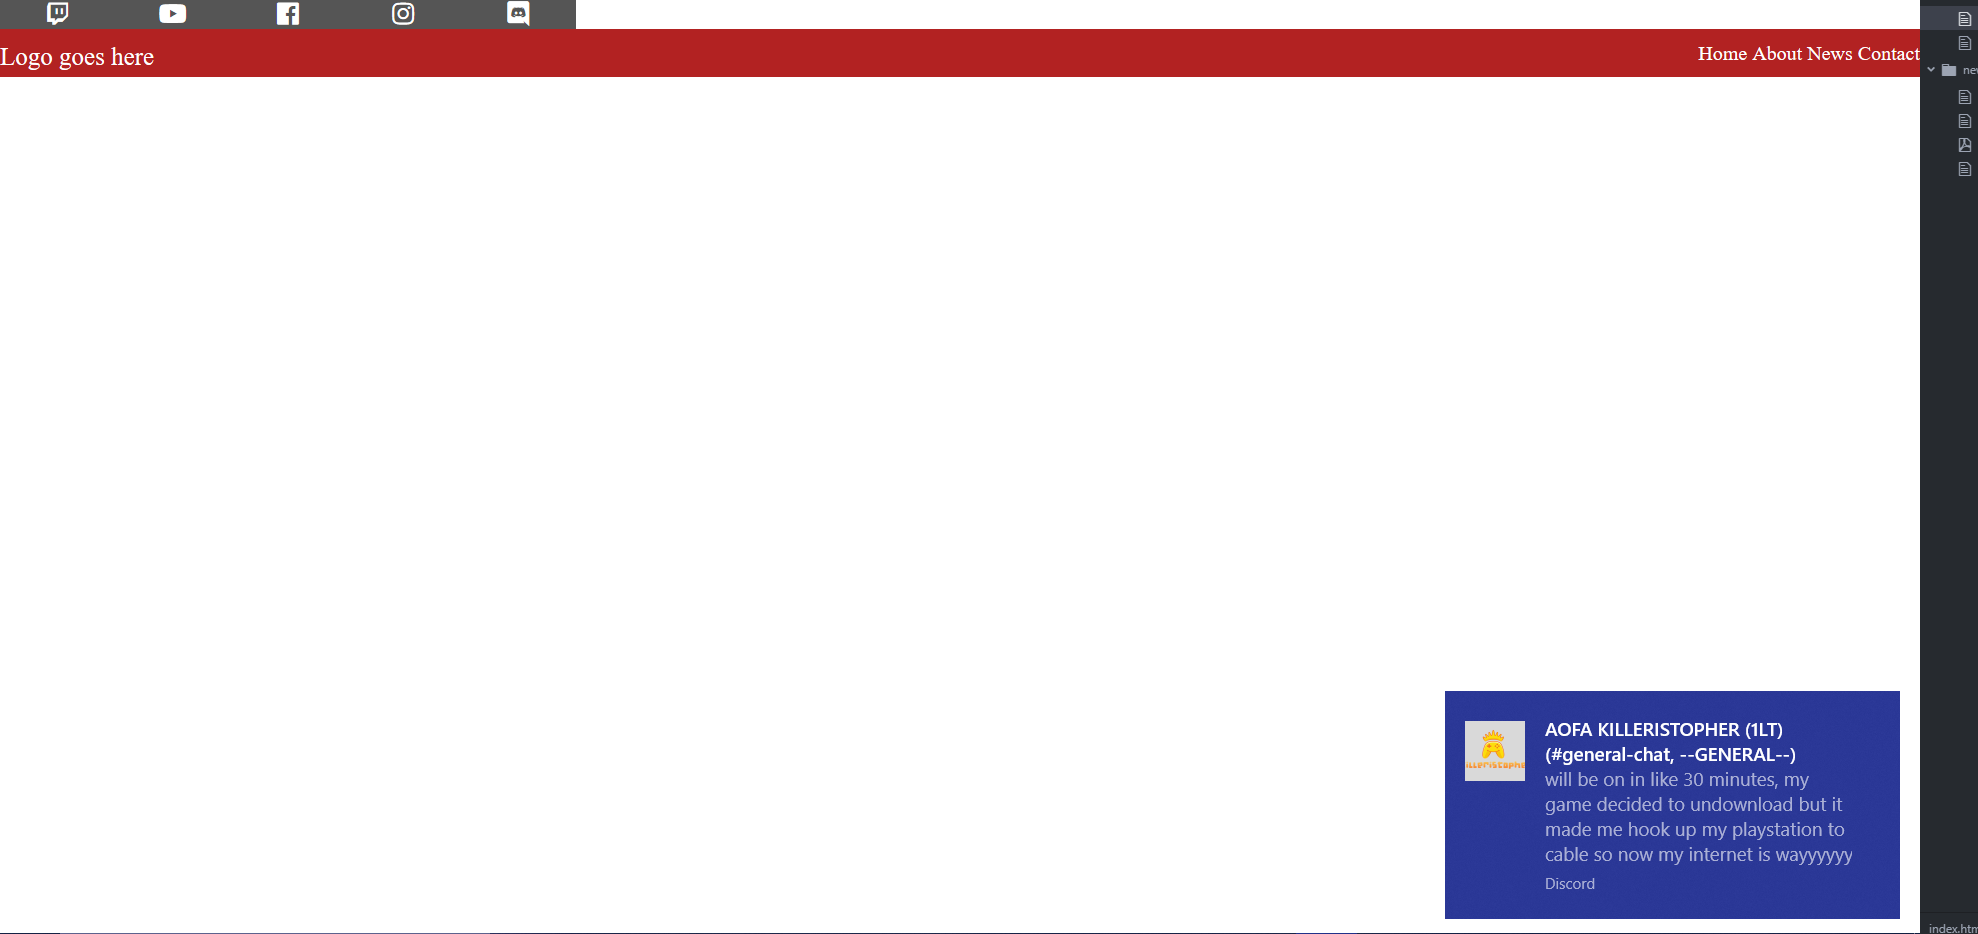 Logo goes here
Home About News Contact
AOFA KILLERISTOPHER (1LT)
(#general-chat, --GENERAL--)
will be on in like 30 minutes, my
game decided to undownload but it
made me hook up my playstation to
cable so now my internet is wayyyyyy
Discord
index.htm